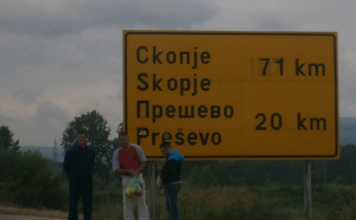 Скопје
Skopje 71 km
Прешево
Preševo 20 km